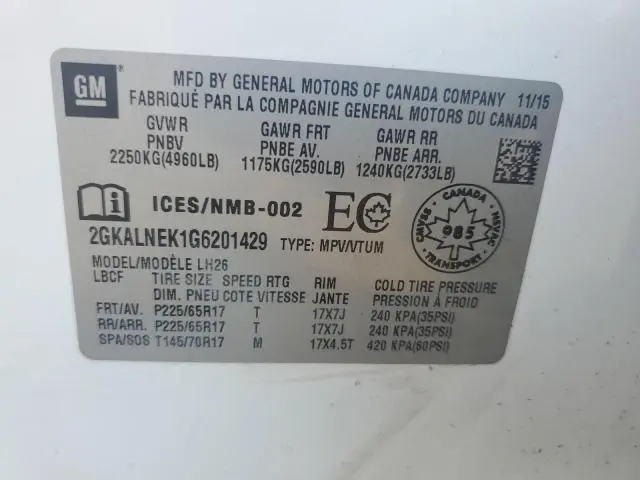 GM
MFD BY GENERAL MOTORS OF CANADA COMPANY 11/15
FABRIQUÉ PAR LA COMPAGNIE GENERAL MOTORS DU CANADA
GVWR GAWR FRT GAWR RR
PNBV PNBE AV. PNBE ARR.
2250KG(4960LB) 1175KG(2590LB) 1240KG(2733LB)
ICES/NMB-002 EC CANADA CMVSS NSVAC 985
2GKALNEK1G6201429 TYPE: MPV/VTUM
MODEL/MODÈLE LH26
LBCF TIRE SIZE SPEED RTG RIM COLD TIRE PRESSURE
DIM. PNEU COTE VITESSE JANTE PRESSION À FROID
FRT/AV. P225/65R17 T 17X7J 240 KPA(35PSI)
RR/ARR. P225/65R17 T 17X7J 240 KPA(35PSI)
SPA/SOS T145/70R17 M 17X4.5T 420 KPA(60PSI)